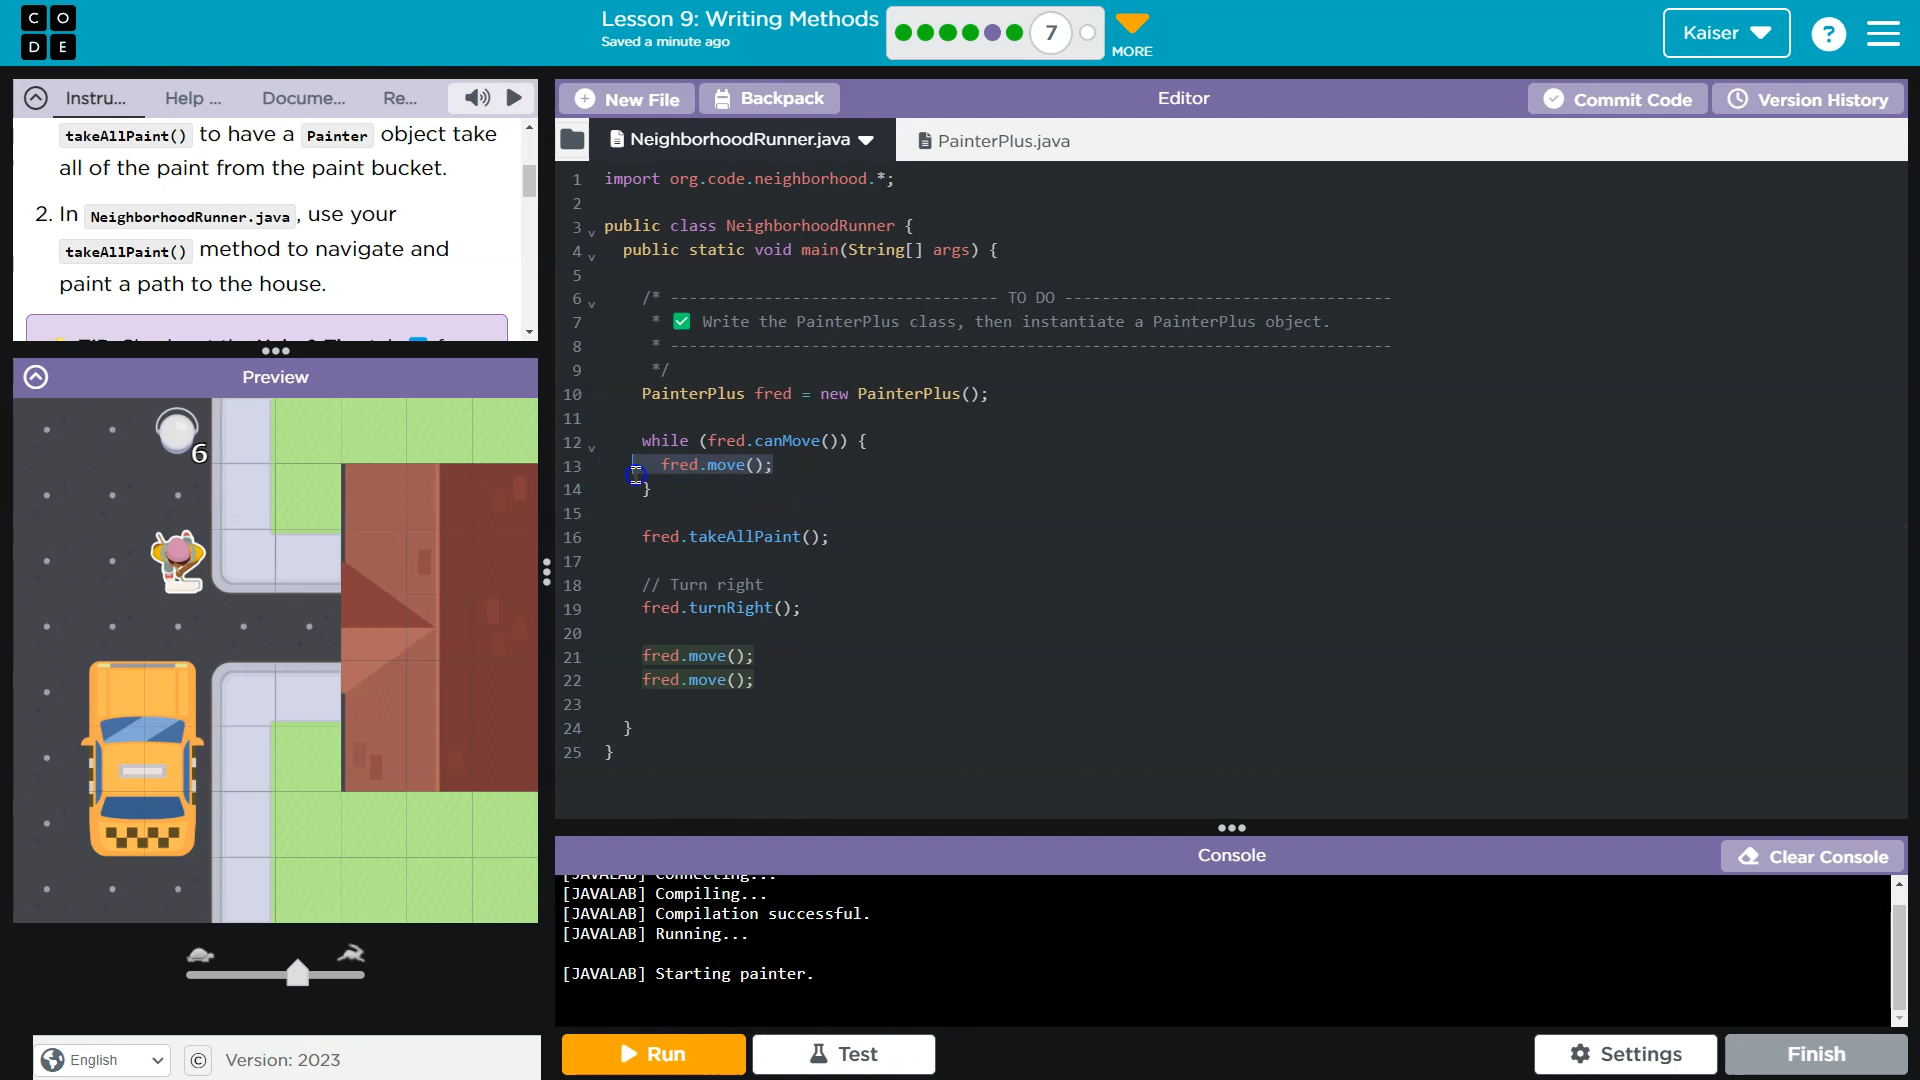 CO
DE
Lesson 9: Writing Methods
Saved a minute ago
7
MORE
Kaiser
?
Instru...
Help ...
Docume...
Re...
takeAllPaint() to have a Painter object take
all of the paint from the paint bucket.
2. In NeighborhoodRunner.java, use your
takeAllPaint() method to navigate and
paint a path to the house.
Preview
6
English
©
Version: 2023
New File
Backpack
Editor
Commit Code
Version History
NeighborhoodRunner.java
PainterPlus.java
1 import org.code.neighborhood.*;
2
3 public class NeighborhoodRunner {
4 public static void main(String[] args) {
5
6 /* ----------------------------------- TO DO -----------------------------------
7 * ✅ Write the PainterPlus class, then instantiate a PainterPlus object.
8 * -----------------------------------------------------------------------------
9 */
10 PainterPlus fred = new PainterPlus();
11
12 while (fred.canMove()) {
13 fred.move();
14 }
15
16 fred.takeAllPaint();
17
18 // Turn right
19 fred.turnRight();
20
21 fred.move();
22 fred.move();
23
24 }
25 }
Console
Clear Console
[JAVALAB] Connecting...
[JAVALAB] Compiling...
[JAVALAB] Compilation successful.
[JAVALAB] Running...
[JAVALAB] Starting painter.
Run
Test
Settings
Finish